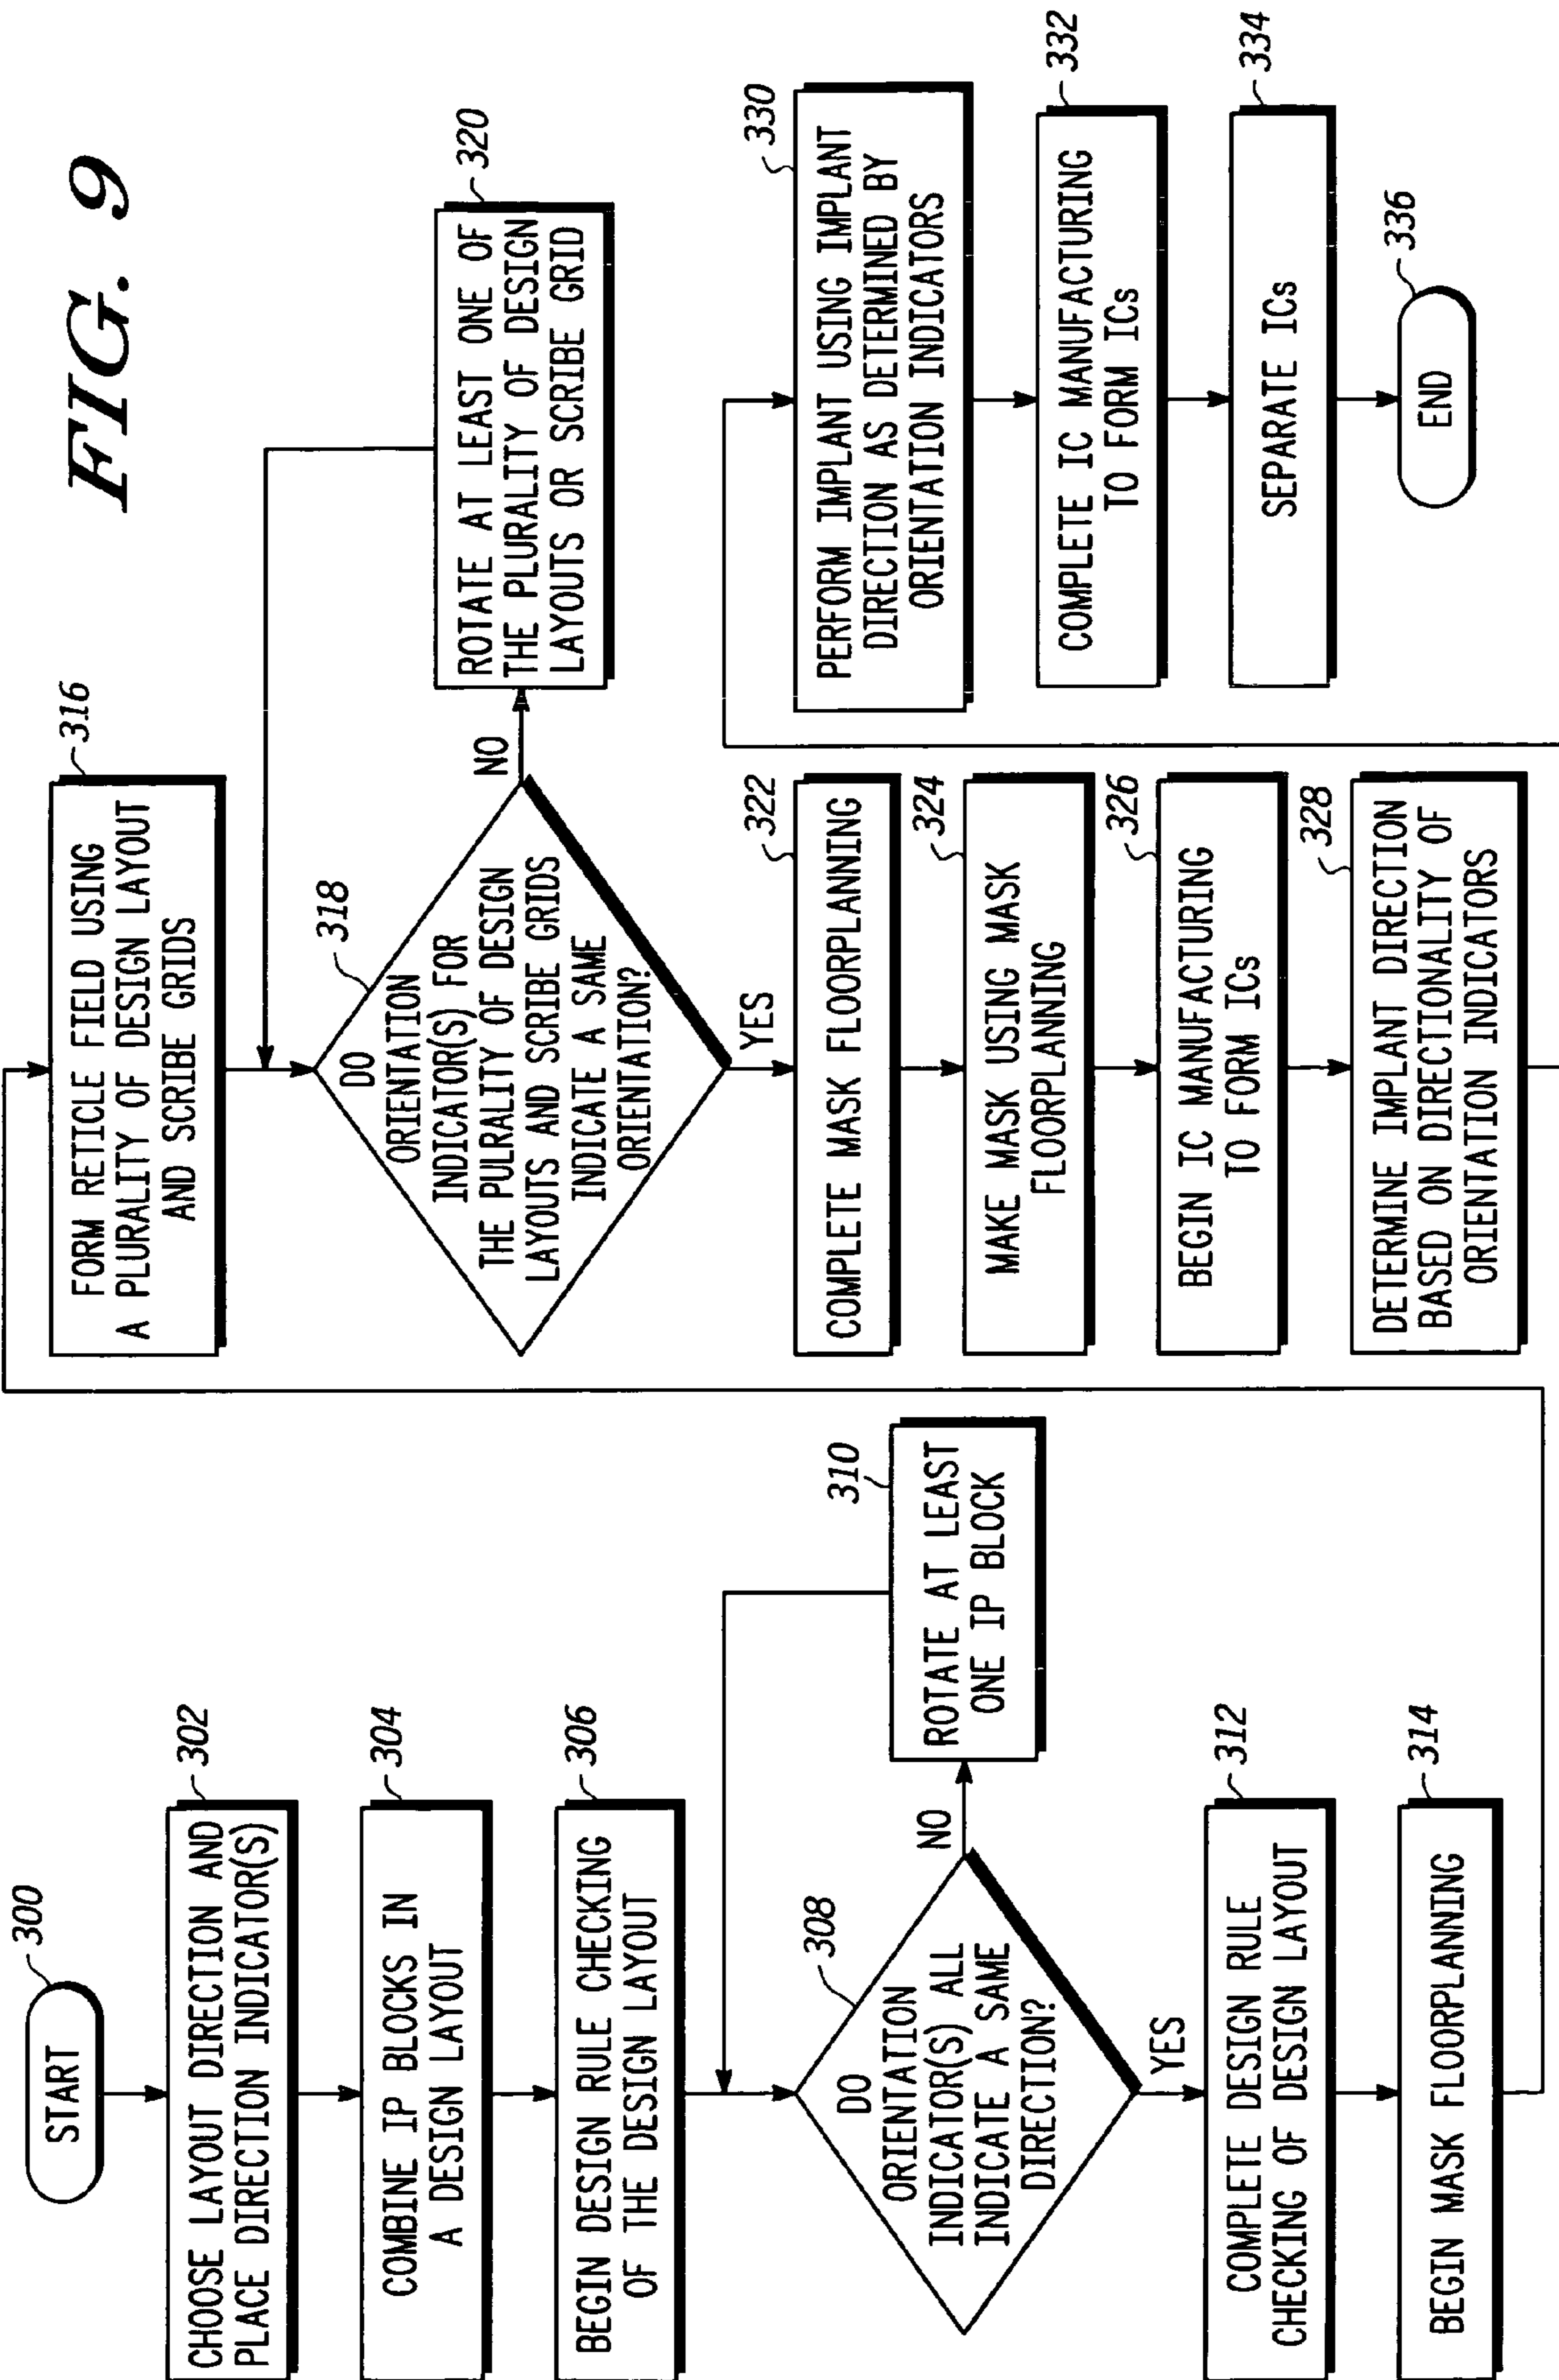 FIG. 9
300
START
302
CHOOSE LAYOUT DIRECTION AND
PLACE DIRECTION INDICATOR(S)
304
COMBINE IP BLOCKS IN
A DESIGN LAYOUT
306
BEGIN DESIGN RULE CHECKING
OF THE DESIGN LAYOUT
308
DO
ORIENTATION
INDICATOR(S) ALL
INDICATE A SAME
DIRECTION?
NO
310
ROTATE AT LEAST
ONE IP BLOCK
YES
312
COMPLETE DESIGN RULE
CHECKING OF DESIGN LAYOUT
314
BEGIN MASK FLOORPLANNING
316
FORM RETICLE FIELD USING
A PLURALITY OF DESIGN LAYOUT
AND SCRIBE GRIDS
318
DO
ORIENTATION
INDICATOR(S) FOR
THE PULRALITY OF DESIGN
LAYOUTS AND SCRIBE GRIDS
INDICATE A SAME
ORIENTATION?
NO
320
ROTATE AT LEAST ONE OF
THE PLURALITY OF DESIGN
LAYOUTS OR SCRIBE GRID
YES
322
COMPLETE MASK FLOORPLANNING
324
MAKE MASK USING MASK
FLOORPLANNING
326
BEGIN IC MANUFACTURING
TO FORM ICs
328
DETERMINE IMPLANT DIRECTION
BASED ON DIRECTIONALITY OF
ORIENTATION INDICATORS
330
PERFORM IMPLANT USING IMPLANT
DIRECTION AS DETERMINED BY
ORIENTATION INDICATORS
332
COMPLETE IC MANUFACTURING
TO FORM ICs
334
SEPARATE ICs
336
END